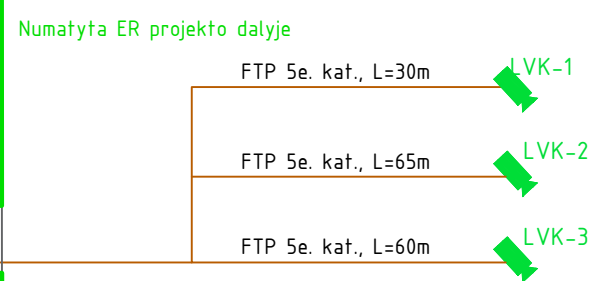 Numatyta ER projekto dalyje
FTP 5e. kat., L=30m
LVK-1
FTP 5e. kat., L=65m
LVK-2
FTP 5e. kat., L=60m
LVK-3